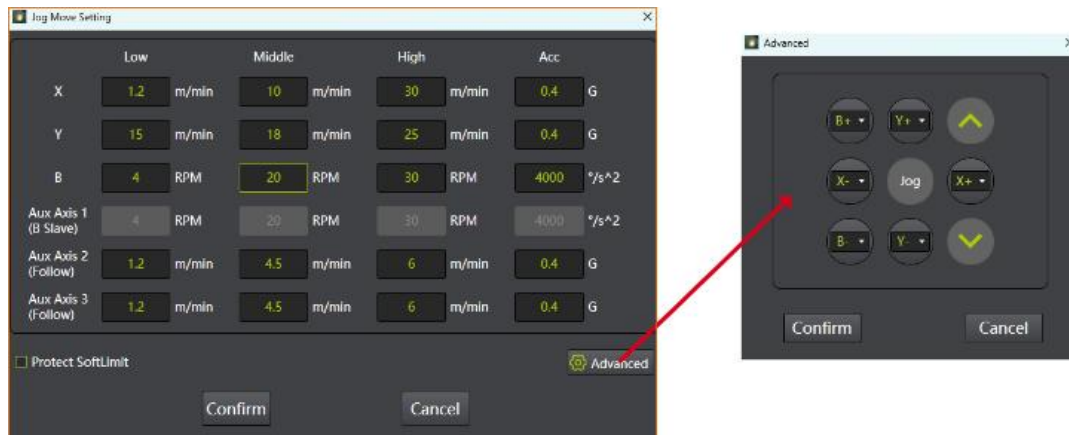 Jog Move Setting
Low Middle High Acc
X 1.2 m/min 10 m/min 30 m/min 0.4 G
Y 15 m/min 18 m/min 25 m/min 0.4 G
B 4 RPM 20 RPM 30 RPM 4000 °/s^2
Aux Axis 1
(B Slave) 4 RPM 20 RPM 30 RPM 4000 °/s^2
Aux Axis 2
(Follow) 1.2 m/min 4.5 m/min 6 m/min 0.4 G
Aux Axis 3
(Follow) 1.2 m/min 4.5 m/min 6 m/min 0.4 G
Protect SoftLimit Advanced
Confirm Cancel
Advanced
B+ Y+
X- Jog X+
B- Y-
Confirm Cancel